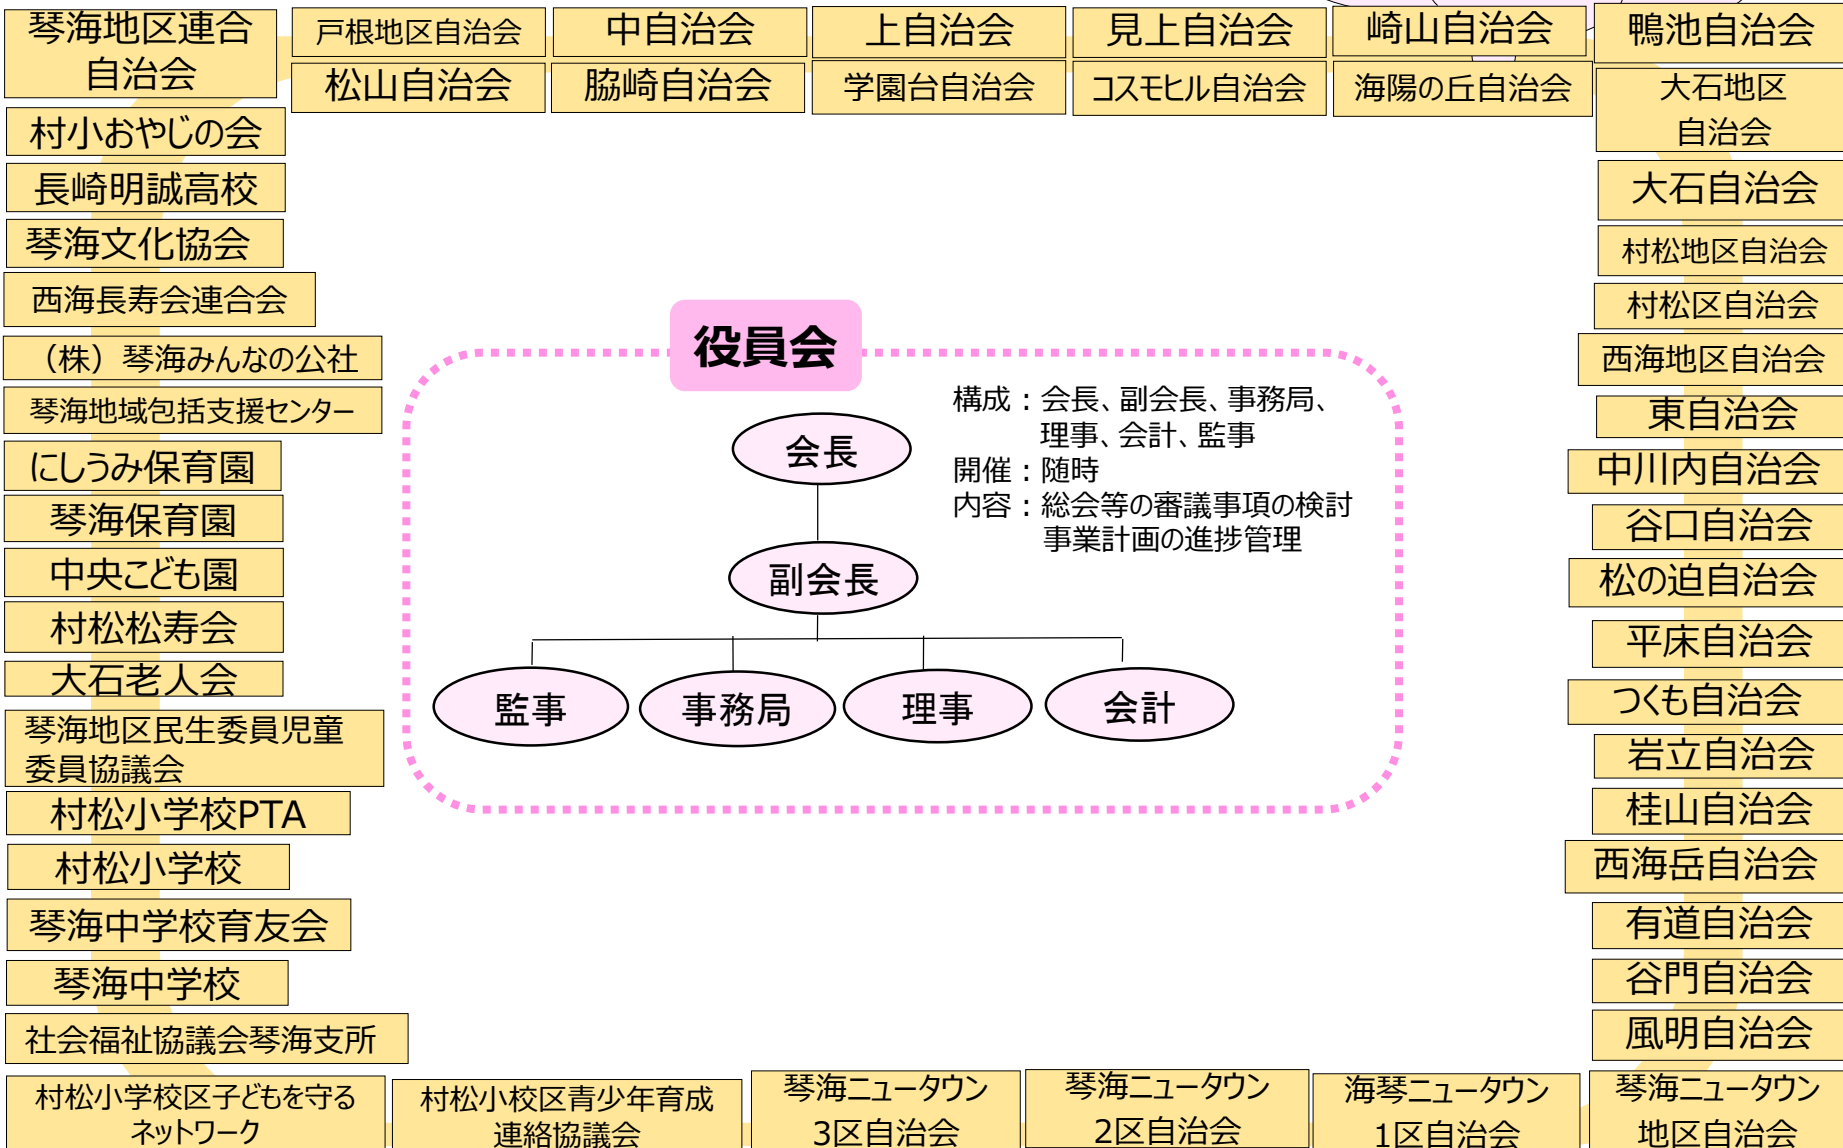 琴海地区連合
自治会
戸根地区自治会
中自治会
上自治会
見上自治会
崎山自治会
鴨池自治会
松山自治会
脇崎自治会
学園台自治会
コスモヒル自治会
海陽の丘自治会
大石地区
自治会
村小おやじの会
長崎明誠高校
琴海文化協会
西海長寿会連合会
（株）琴海みんなの公社
琴海地域包括支援センター
にしうみ保育園
琴海保育園
中央こども園
村松松寿会
大石老人会
琴海地区民生委員児童
委員協議会
村松小学校PTA
村松小学校
琴海中学校育友会
琴海中学校
社会福祉協議会琴海支所
役員会
構成：会長、副会長、事務局、
理事、会計、監事
開催：随時
内容：総会等の審議事項の検討
事業計画の進捗管理
会長
副会長
監事
事務局
理事
会計
大石自治会
村松地区自治会
村松区自治会
西海地区自治会
東自治会
中川内自治会
谷口自治会
松の迫自治会
平床自治会
つくも自治会
岩立自治会
桂山自治会
西海岳自治会
有道自治会
谷門自治会
風明自治会
村松小学校区子どもを守る
ネットワーク
村松小校区青少年育成
連絡協議会
琴海ニュータウン
3区自治会
琴海ニュータウン
2区自治会
海琴ニュータウン
1区自治会
琴海ニュータウン
地区自治会